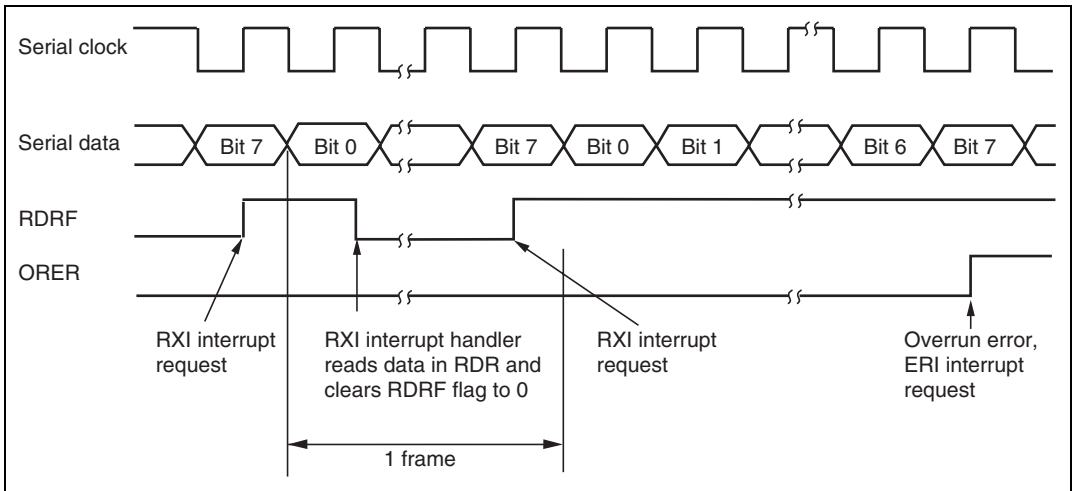 Serial clock
Serial data
Bit 7
Bit 0
Bit 7
Bit 0
Bit 1
Bit 6
Bit 7
RDRF
ORER
RXI interrupt
request
RXI interrupt handler
reads data in RDR and
clears RDRF flag to 0
RXI interrupt
request
Overrun error,
ERI interrupt
request
1 frame